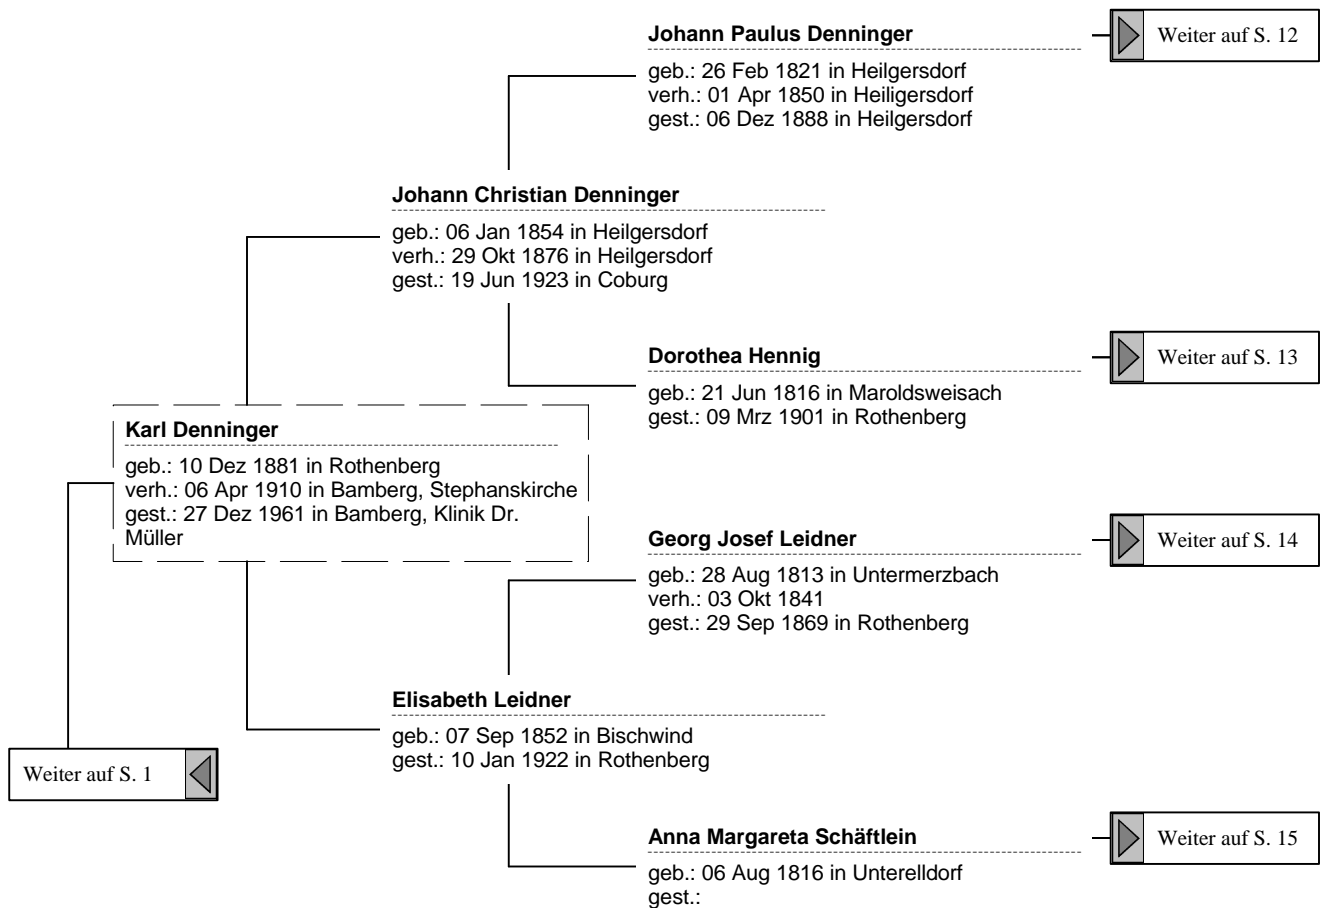 Johann Paulus Denninger
Weiter auf S. 12
geb.: 26 Feb 1821 in Heilgersdorf
verh.: 01 Apr 1850 in Heiligersdorf
gest.: 06 Dez 1888 in Heilgersdorf
Johann Christian Denninger
geb.: 06 Jan 1854 in Heilgersdorf
verh.: 29 Okt 1876 in Heilgersdorf
gest.: 19 Jun 1923 in Coburg
Dorothea Hennig
Weiter auf S. 13
geb.: 21 Jun 1816 in Maroldsweisach
gest.: 09 Mrz 1901 in Rothenberg
Karl Denninger
geb.: 10 Dez 1881 in Rothenberg
verh.: 06 Apr 1910 in Bamberg, Stephanskirche
gest.: 27 Dez 1961 in Bamberg, Klinik Dr.
Müller
Georg Josef Leidner
Weiter auf S. 14
geb.: 28 Aug 1813 in Untermerzbach
verh.: 03 Okt 1841
gest.: 29 Sep 1869 in Rothenberg
Elisabeth Leidner
geb.: 07 Sep 1852 in Bischwind
gest.: 10 Jan 1922 in Rothenberg
Weiter auf S. 1
Anna Margareta Schäftlein
Weiter auf S. 15
geb.: 06 Aug 1816 in Unterelldorf
gest.: